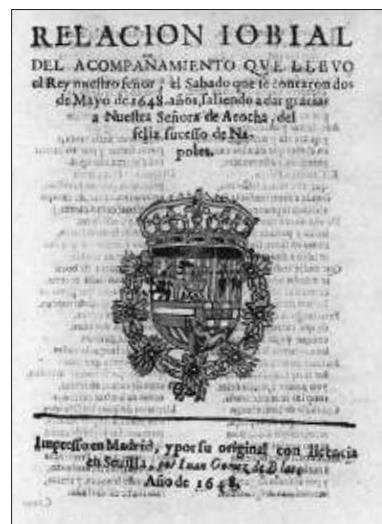 RELACION IOBIAL
DEL ACOMPAÑAMIENTO QVE LLEVO
el Rey nuestro señor, el Sabado que se contaron dos
de Mayo de 1648. años, saliendo a dar gracias
a Nuestra Señora de Atocha, del
feliz sucesso de Na-
poles.
Impresso en Madrid, y por su original con licencia
en Sevilla, por Iuan Gomez de Blas.
Año de 1648.